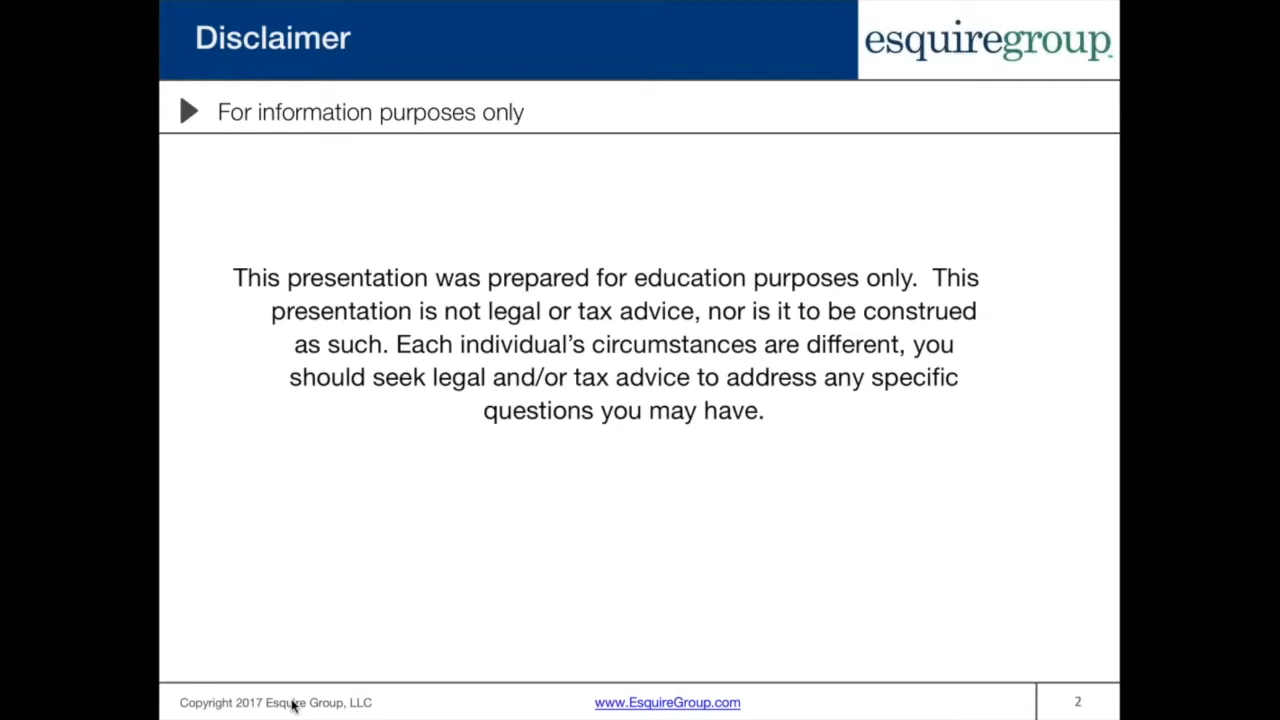 Disclaimer
esquiregroup™
For information purposes only
This presentation was prepared for education purposes only.  This
presentation is not legal or tax advice, nor is it to be construed
as such. Each individual’s circumstances are different, you
should seek legal and/or tax advice to address any specific
questions you may have.
Copyright 2017 Esquire Group, LLC
www.EsquireGroup.com
2